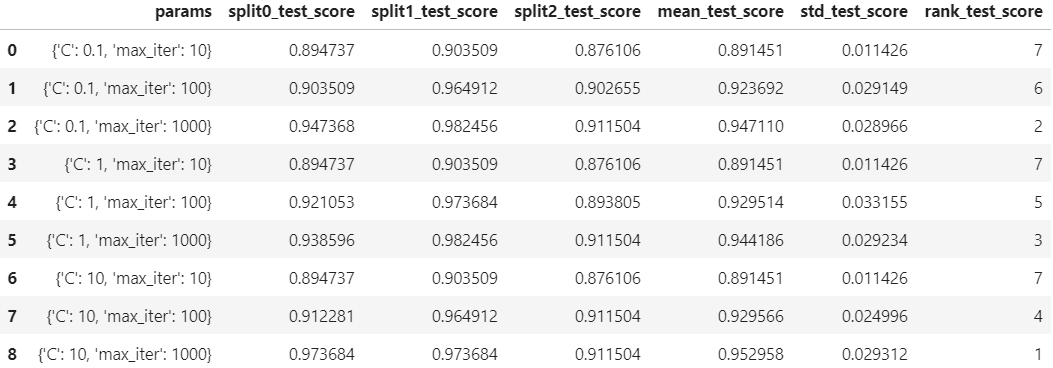 params split0_test_score split1_test_score split2_test_score mean_test_score std_test_score rank_test_score
0 {'C': 0.1, 'max_iter': 10} 0.894737 0.903509 0.876106 0.891451 0.011426 7
1 {'C': 0.1, 'max_iter': 100} 0.903509 0.964912 0.902655 0.923692 0.029149 6
2 {'C': 0.1, 'max_iter': 1000} 0.947368 0.982456 0.911504 0.947110 0.028966 2
3 {'C': 1, 'max_iter': 10} 0.894737 0.903509 0.876106 0.891451 0.011426 7
4 {'C': 1, 'max_iter': 100} 0.921053 0.973684 0.893805 0.929514 0.033155 5
5 {'C': 1, 'max_iter': 1000} 0.938596 0.982456 0.911504 0.944186 0.029234 3
6 {'C': 10, 'max_iter': 10} 0.894737 0.903509 0.876106 0.891451 0.011426 7
7 {'C': 10, 'max_iter': 100} 0.912281 0.964912 0.911504 0.929566 0.024996 4
8 {'C': 10, 'max_iter': 1000} 0.973684 0.973684 0.911504 0.952958 0.029312 1